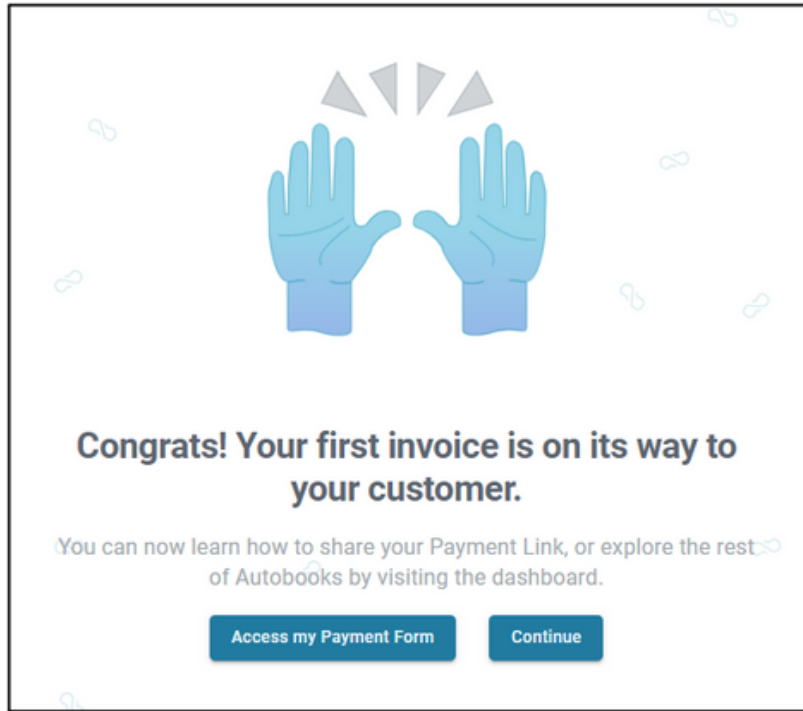 Congrats! Your first invoice is on its way to
your customer.
You can now learn how to share your Payment Link, or explore the rest
of Autobooks by visiting the dashboard.
Access my Payment Form
Continue